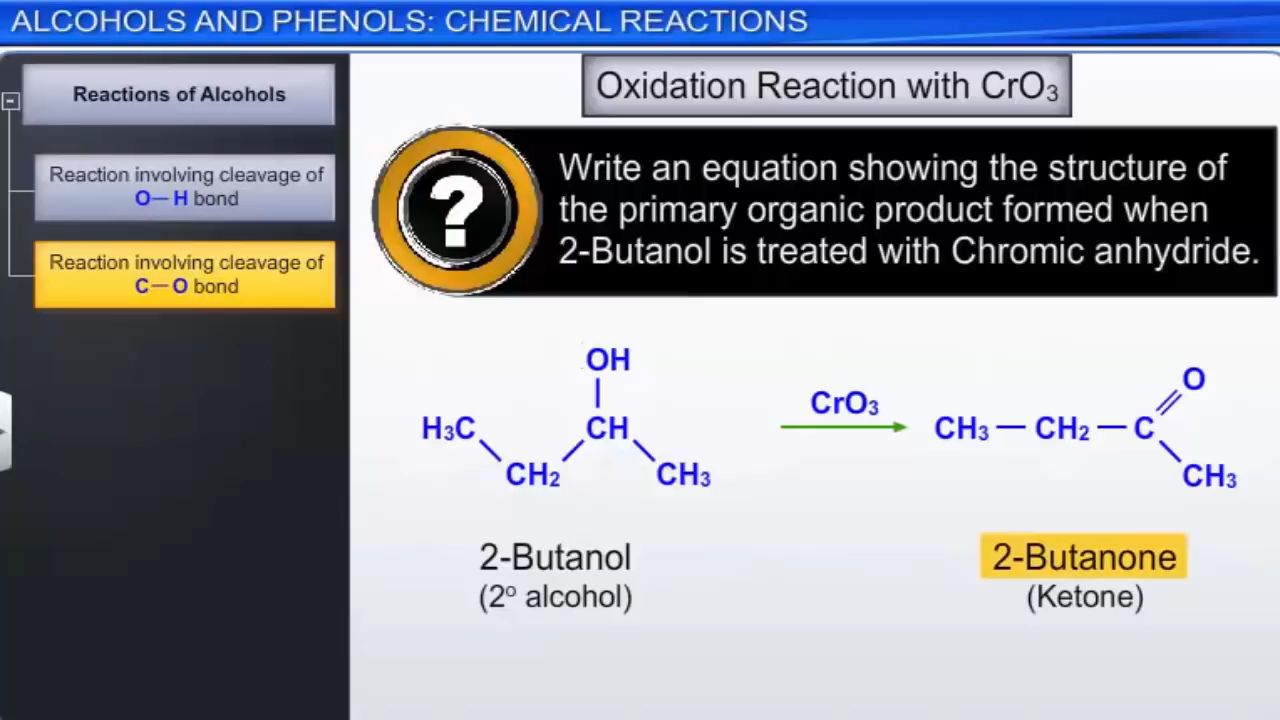 ALCOHOLS AND PHENOLS: CHEMICAL REACTIONS
Reactions of Alcohols
Reaction involving cleavage of
O—H bond
Reaction involving cleavage of
C—O bond
Oxidation Reaction with CrO₃
?
Write an equation showing the structure of
the primary organic product formed when
2-Butanol is treated with Chromic anhydride.
OH
H₃C CH
CH₂ CH₃
CrO₃
O
CH₃ — CH₂ — C
CH₃
2-Butanol
(2º alcohol)
2-Butanone
(Ketone)